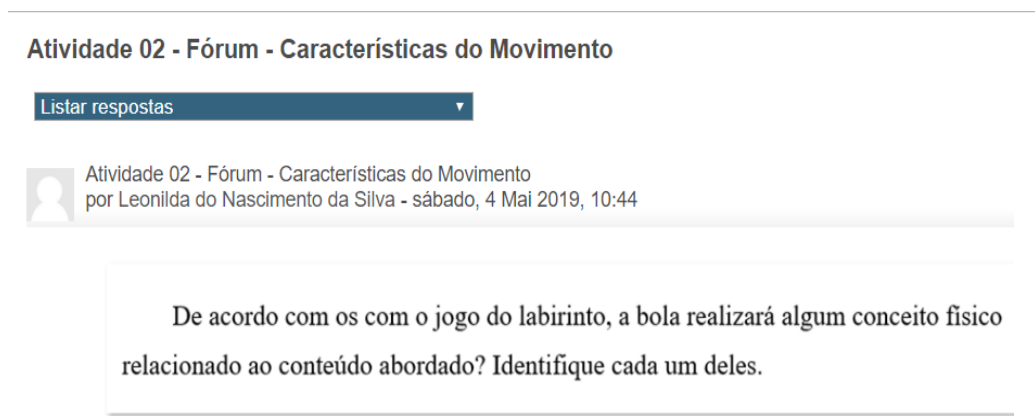 Atividade 02 - Fórum - Características do Movimento
Listar respostas
Atividade 02 - Fórum - Características do Movimento
por Leonilda do Nascimento da Silva - sábado, 4 Mai 2019, 10:44
De acordo com os com o jogo do labirinto, a bola realizará algum conceito físico
relacionado ao conteúdo abordado? Identifique cada um deles.